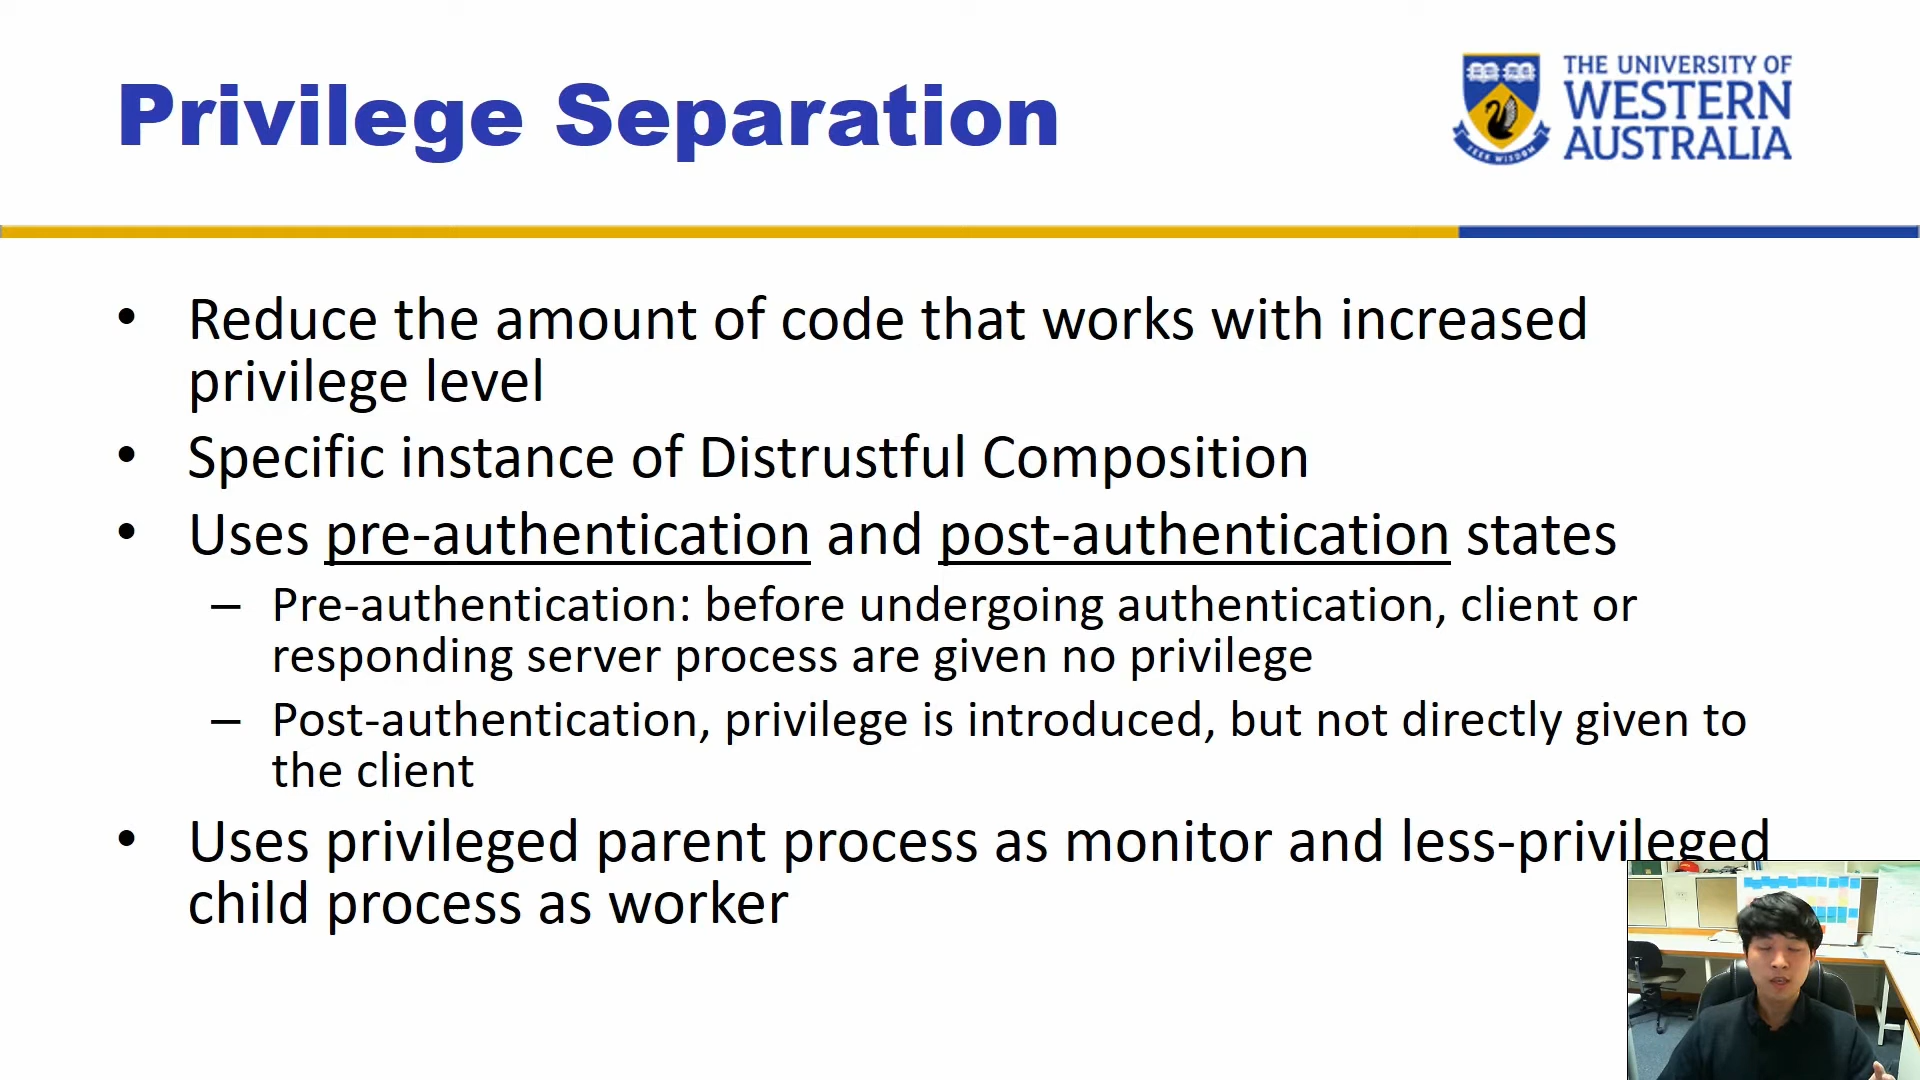 Privilege Separation
THE UNIVERSITY OF
WESTERN
AUSTRALIA
SEEK WISDOM
• Reduce the amount of code that works with increased
privilege level
• Specific instance of Distrustful Composition
• Uses pre-authentication and post-authentication states
– Pre-authentication: before undergoing authentication, client or
responding server process are given no privilege
– Post-authentication, privilege is introduced, but not directly given to
the client
• Uses privileged parent process as monitor and less-privileged
child process as worker